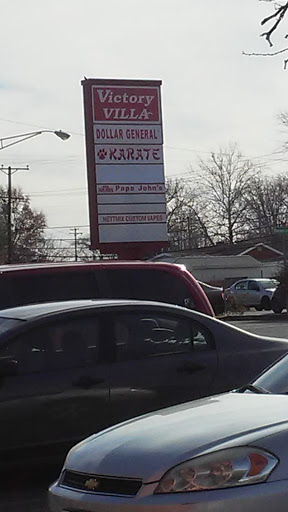 Victory
VILLA
DOLLAR GENERAL
KARATE
Papa John's
CUSTOM VAPES